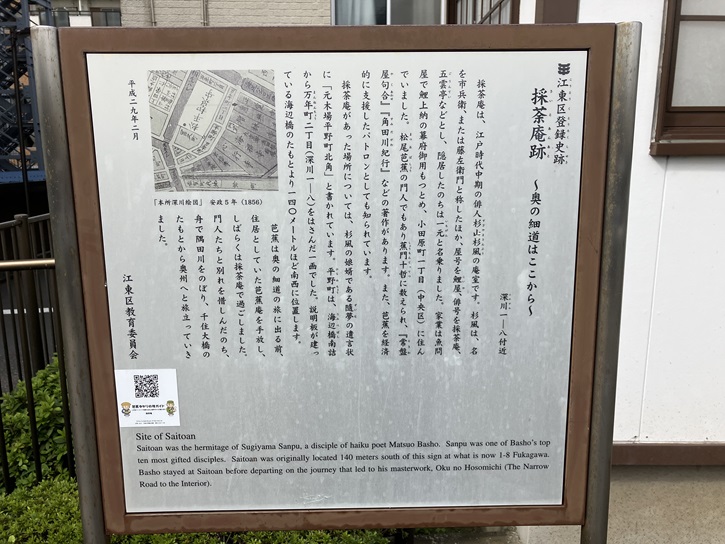 江東区登録史跡
採茶庵跡 ~奥の細道はここから~
深川一―八付近
採茶庵は、江戸時代中期の俳人杉山杉風の庵室です。杉風は、名
を市兵衛、または藤左衛門と称したほか、屋号を鯉屋、俳号を採茶庵、
五雲亭などとし、隠居したのちは一元と名乗りました。家業は魚問
屋で鯉上納の幕府御用もつとめ、小田原町一丁目(中央区)に住ん
でいました。松尾芭蕉の門人でもあり蕉門十哲に数えられ、『常盤
屋句合』『角田川紀行』などの著作があります。また、芭蕉を経済
的に支援したパトロンとしても知られています。
採茶庵があった場所については、杉風の娘婿である随夢の遺言状
に「元木場平野町北角」と書かれています。平野町は、海辺橋南詰
から万年町二丁目(深川一―八)をはさんだ一画でした。説明板が建っ
ている海辺橋のたもとより一四〇メートルほど南西に位置します。
芭蕉は奥の細道の旅に出る前、
住居としていた芭蕉庵を手放し、
しばらくは採茶庵で過ごしました。
門人たちと別れを惜しんだのち、
舟で隅田川をのぼり、千住大橋の
たもとから奥州へと旅立っていき
ました。
「本所深川絵図」 安政5年(1856)
平成二九年二月
江東区教育委員会
Site of Saitoan
Saitoan was the hermitage of Sugiyama Sanpu, a disciple of haiku poet Matsuo Basho. Sanpu was one of Basho's top
ten most gifted disciples. Saitoan was originally located 140 meters south of this sign at what is now 1-8 Fukagawa.
Basho stayed at Saitoan before departing on the journey that led to his masterwork, Oku no Hosomichi (The Narrow
Road to the Interior).